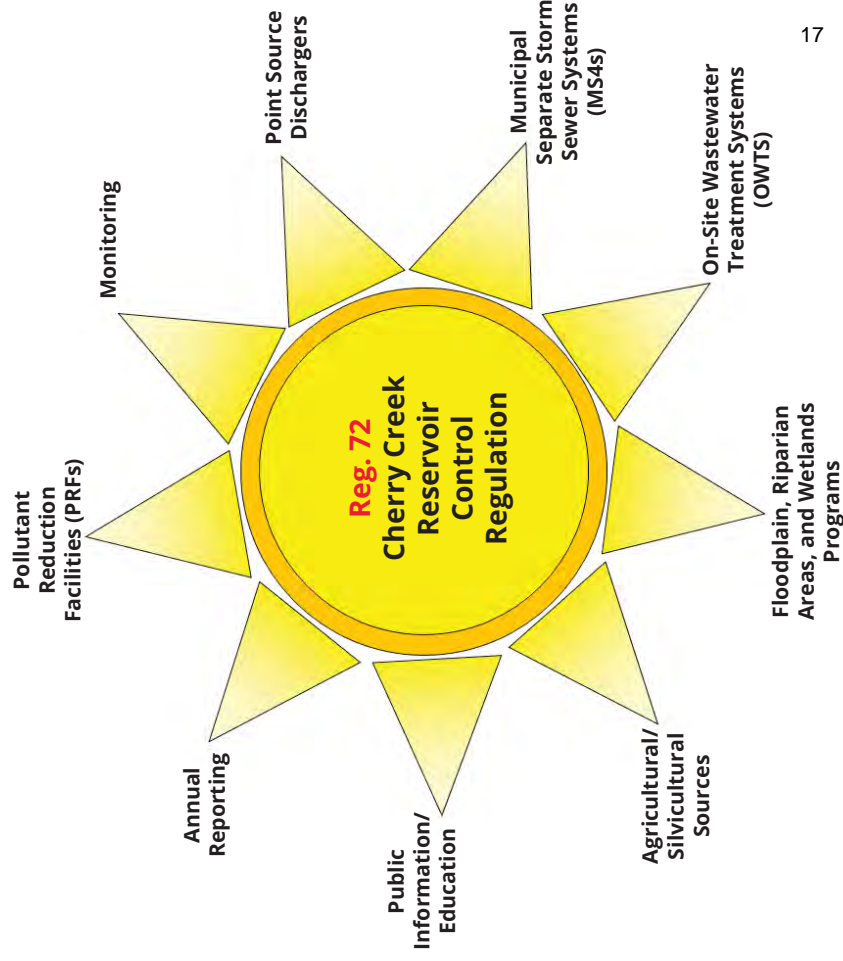 17
Reg. 72
Cherry Creek
Reservoir
Control
Regulation
Pollutant
Reduction
Facilities (PRFs)
Monitoring
Point Source
Dischargers
Municipal
Separate Storm
Sewer Systems
(MS4s)
On-Site Wastewater
Treatment Systems
(OWTS)
Floodplain, Riparian
Areas, and Wetlands
Programs
Agricultural/
Silvicultural
Sources
Public
Information/
Education
Annual
Reporting